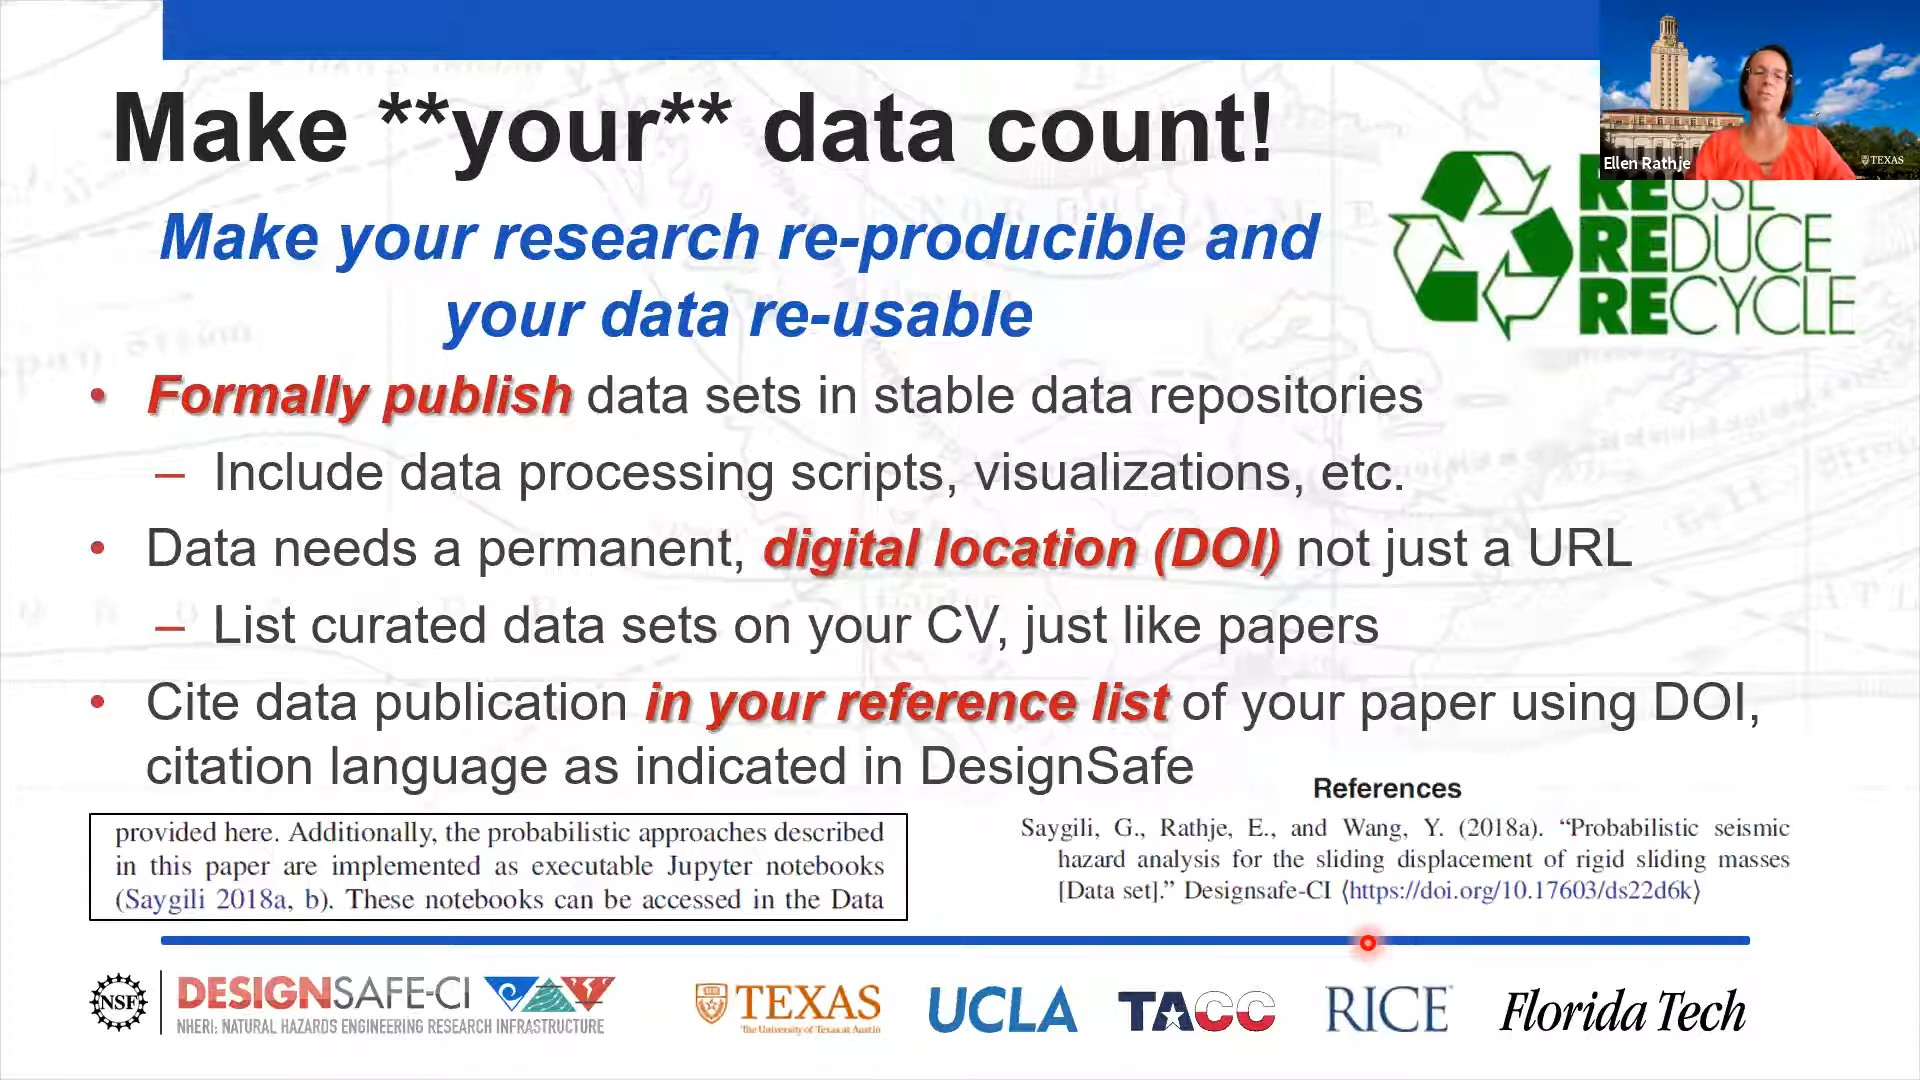 Make **your** data count!
Ellen Rathje
TEXAS
REUSE
REDUCE
RECYCLE
Make your research re-producible and
your data re-usable
• Formally publish data sets in stable data repositories
– Include data processing scripts, visualizations, etc.
• Data needs a permanent, digital location (DOI) not just a URL
– List curated data sets on your CV, just like papers
• Cite data publication in your reference list of your paper using DOI,
citation language as indicated in DesignSafe
provided here. Additionally, the probabilistic approaches described
in this paper are implemented as executable Jupyter notebooks
(Saygili 2018a, b). These notebooks can be accessed in the Data
References
Saygili, G., Rathje, E., and Wang, Y. (2018a). “Probabilistic seismic
hazard analysis for the sliding displacement of rigid sliding masses
[Data set].” Designsafe-CI ⟨https://doi.org/10.17603/ds22d6k⟩
NSF
DESIGNSAFE-CI
NHERI: NATURAL HAZARDS ENGINEERING RESEARCH INFRASTRUCTURE
TEXAS
The University of Texas at Austin
UCLA
TACC
RICE
Florida Tech